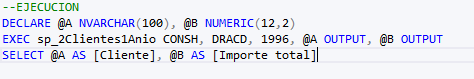 --EJECUCION
DECLARE @A NVARCHAR(100), @B NUMERIC(12,2)
EXEC sp_2Clientes1Anio CONSH, DRACD, 1996, @A OUTPUT, @B OUTPUT
SELECT @A AS [Cliente], @B AS [Importe total]